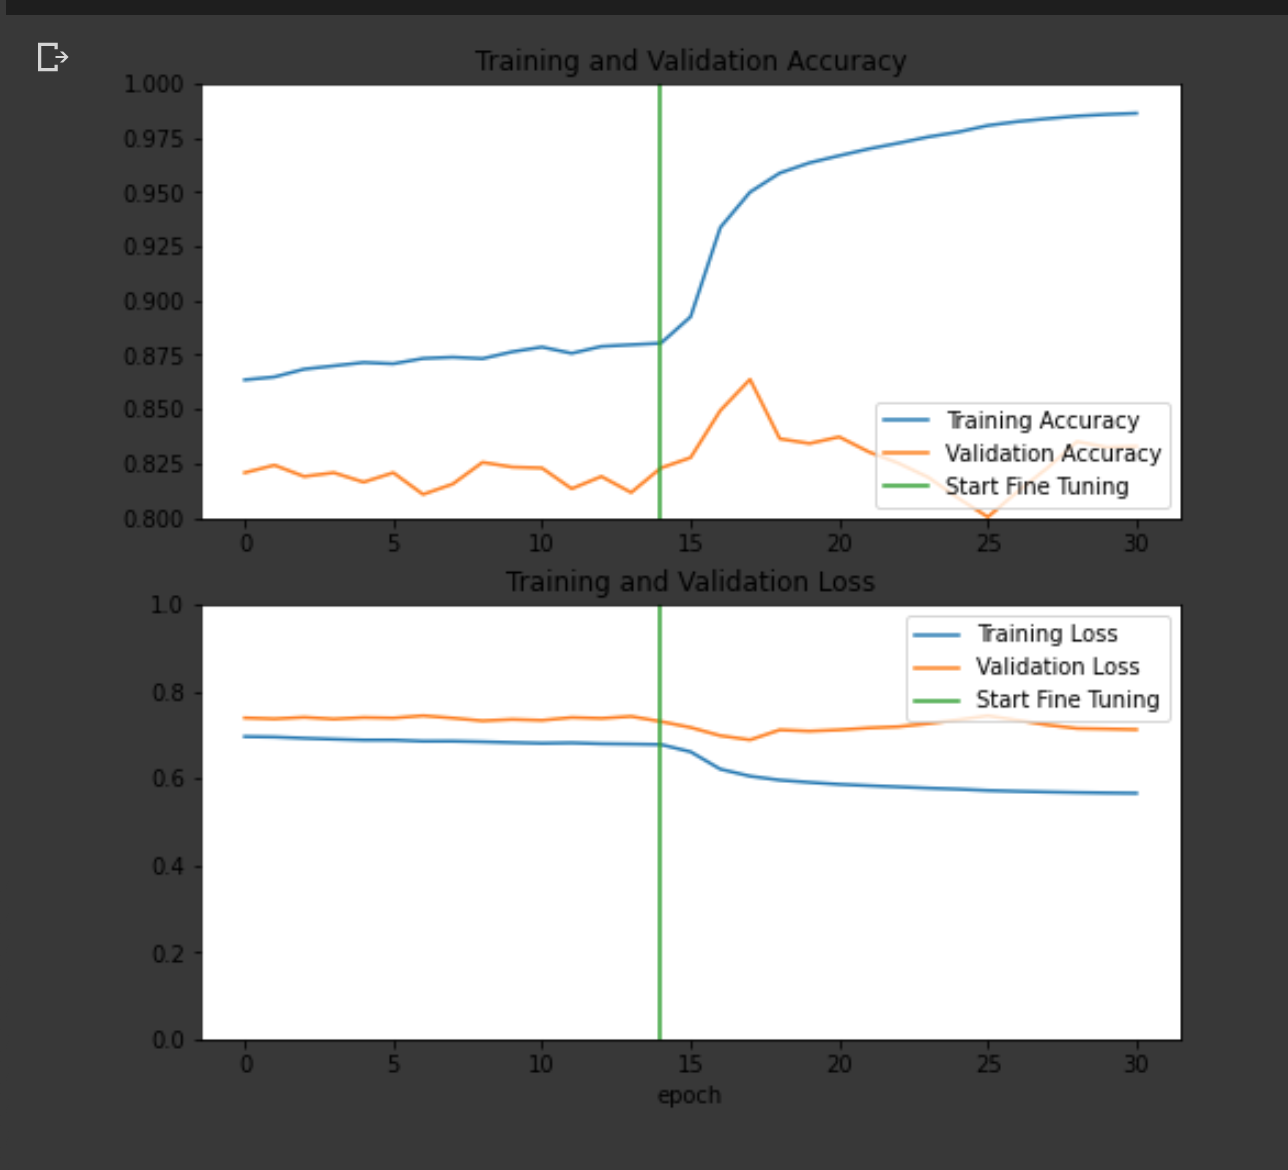 Training and Validation Accuracy
1.000
0.975
0.950
0.925
0.900
0.875
0.850
0.825
0.800
Training Accuracy
Validation Accuracy
Start Fine Tuning
0 5 10 15 20 25 30
Training and Validation Loss
1.0
0.8
0.6
0.4
0.2
0.0
Training Loss
Validation Loss
Start Fine Tuning
0 5 10 15 20 25 30
epoch